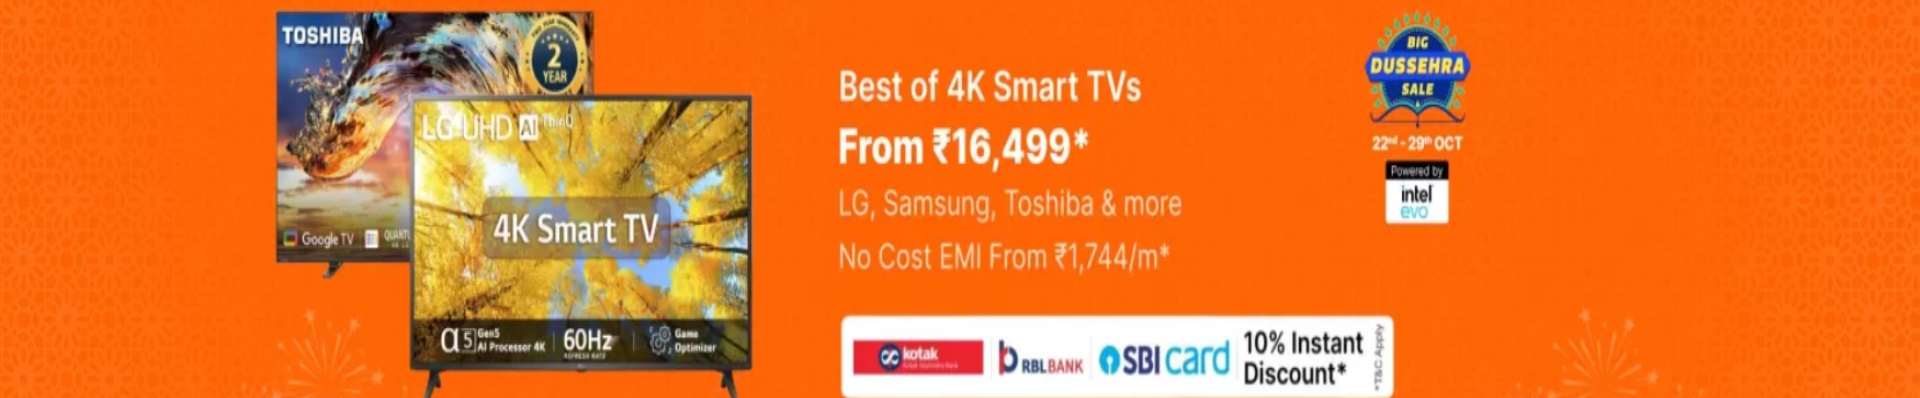 TOSHIBA
2
YEAR
Google TV
LG UHD AI ThinQ
4K Smart TV
α5 Gen5
AI Processor 4K
60Hz
REFRESH RATE
Game
Optimizer
Best of 4K Smart TVs
From ₹16,499*
LG, Samsung, Toshiba & more
No Cost EMI From ₹1,744/m*
kotak
Kotak Mahindra Bank
RBL BANK
SBI card
10% Instant
Discount*
*T&C Apply
BIG
DUSSEHRA
SALE
22nd - 29th OCT
Powered by
intel
evo